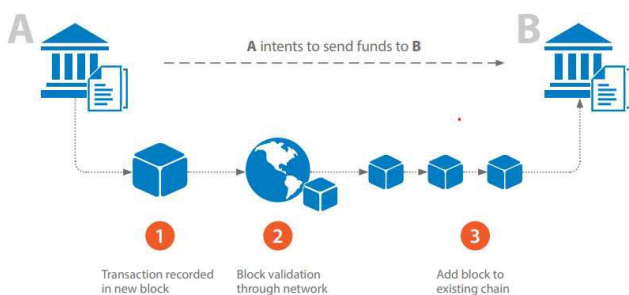 A
B
A intents to send funds to B
1
2
3
Transaction recorded
in new block
Block validation
through network
Add block to
existing chain